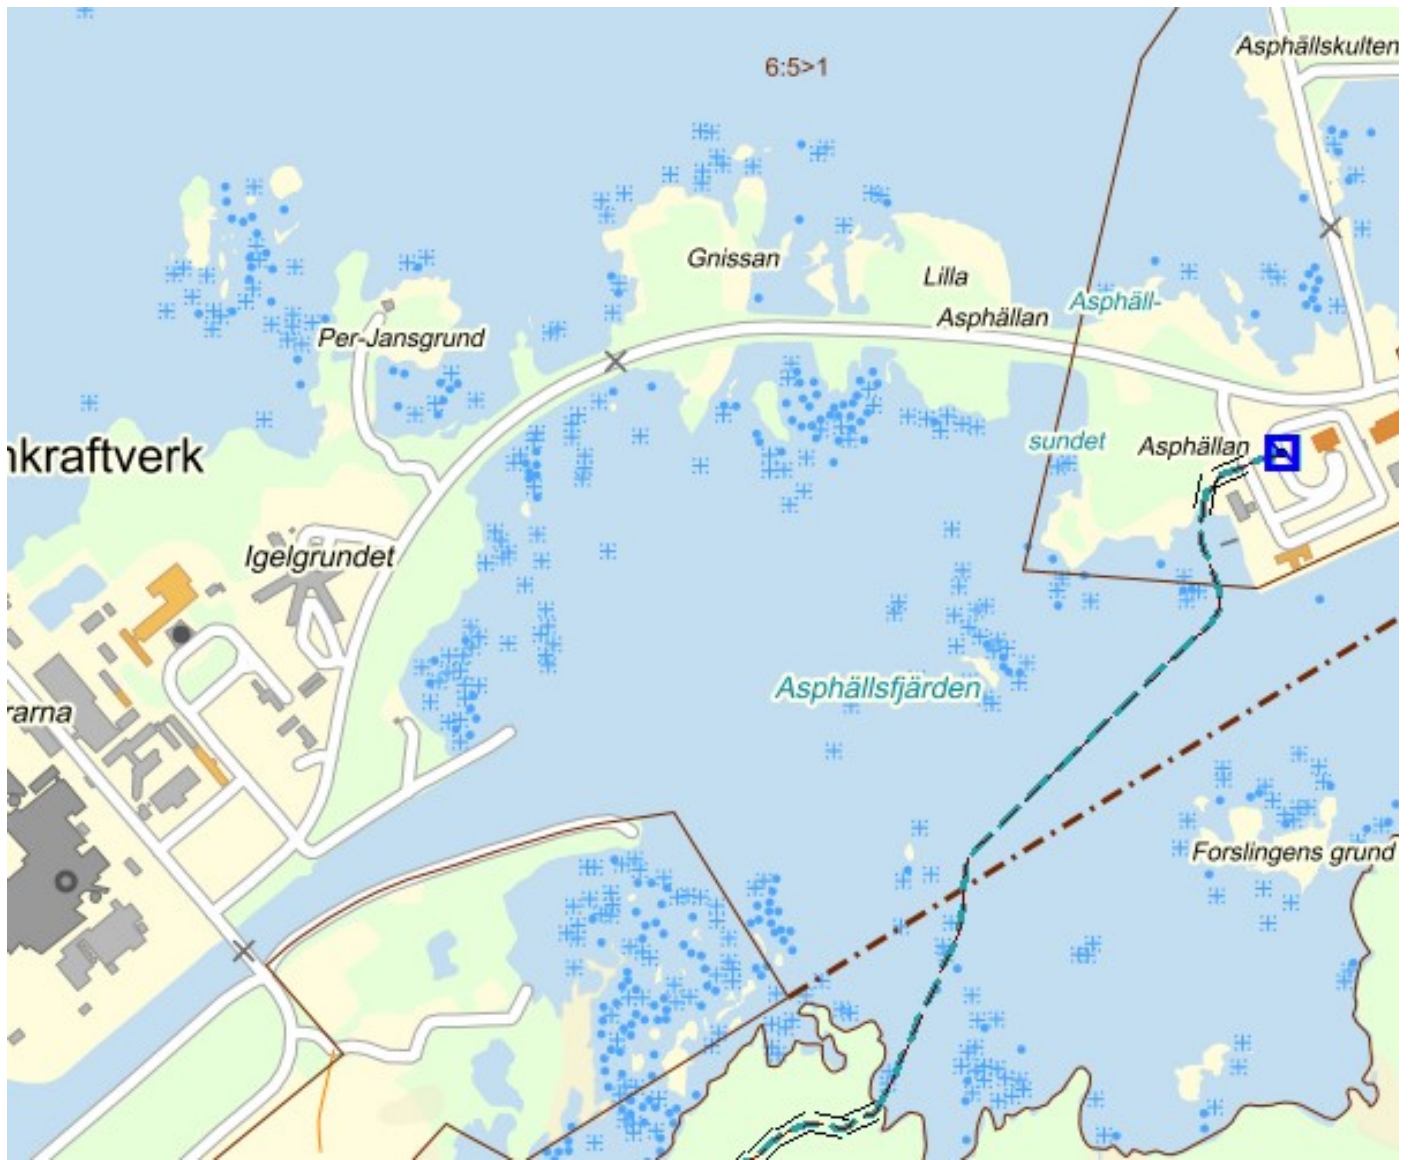 Asphällskulten
6:5>1
Gnissan
Lilla
Asphällan
Asphäll-
Per-Jansgrund
sundet
Asphällan
nkraftverk
Igelgrundet
Asphällsfjärden
rarna
Forslingens grund